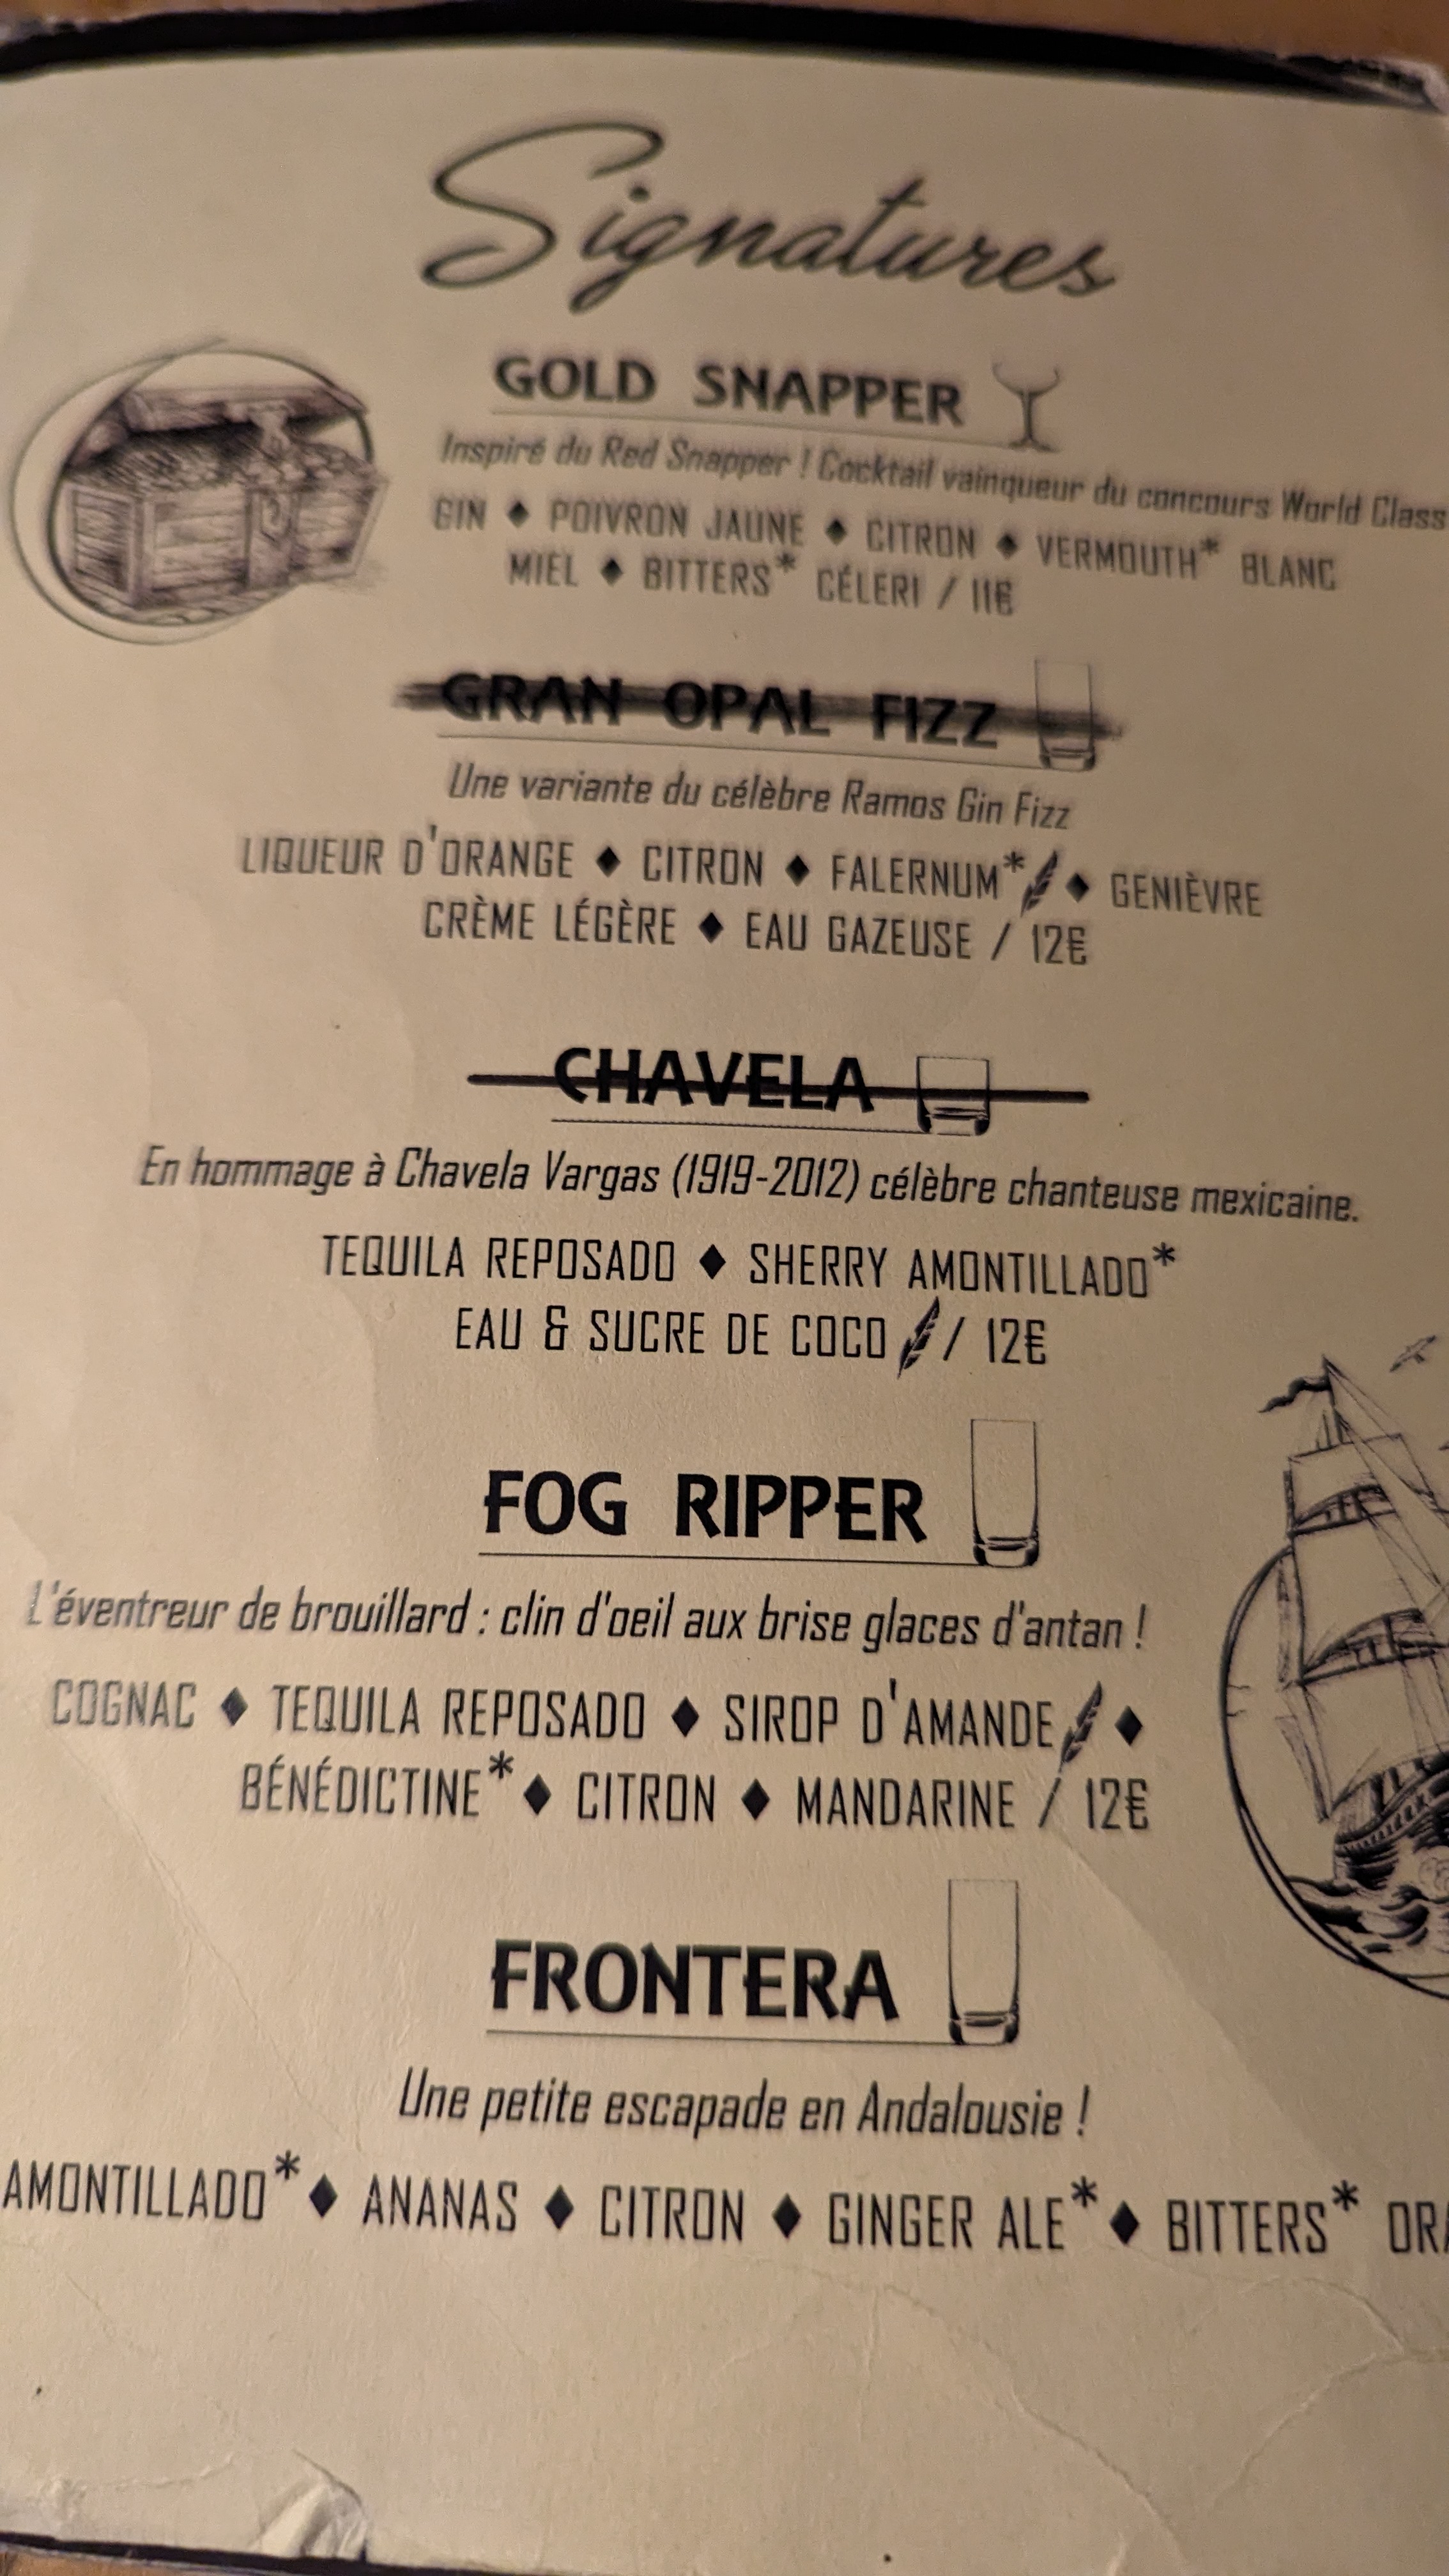 Signatures
GOLD SNAPPER
Inspiré du Red Snapper ! Cocktail vainqueur du concours World Class
GIN ♦ POIVRON JAUNE ♦ CITRON ♦ VERMOUTH* BLANC
MIEL ♦ BITTERS* CÉLERI / 11€
GRAN OPAL FIZZ
Une variante du célèbre Ramos Gin Fizz
LIQUEUR D'ORANGE ♦ CITRON ♦ FALERNUM* ♦ GENIÈVRE
CRÈME LÉGÈRE ♦ EAU GAZEUSE / 12€
CHAVELA
En hommage à Chavela Vargas (1919-2012) célèbre chanteuse mexicaine.
TEQUILA REPOSADO ♦ SHERRY AMONTILLADO*
EAU & SUCRE DE COCO / 12€
FOG RIPPER
L'éventreur de brouillard : clin d'oeil aux brise glaces d'antan !
COGNAC ♦ TEQUILA REPOSADO ♦ SIROP D'AMANDE ♦
BÉNÉDICTINE* ♦ CITRON ♦ MANDARINE / 12€
FRONTERA
Une petite escapade en Andalousie !
AMONTILLADO* ♦ ANANAS ♦ CITRON ♦ GINGER ALE* ♦ BITTERS*